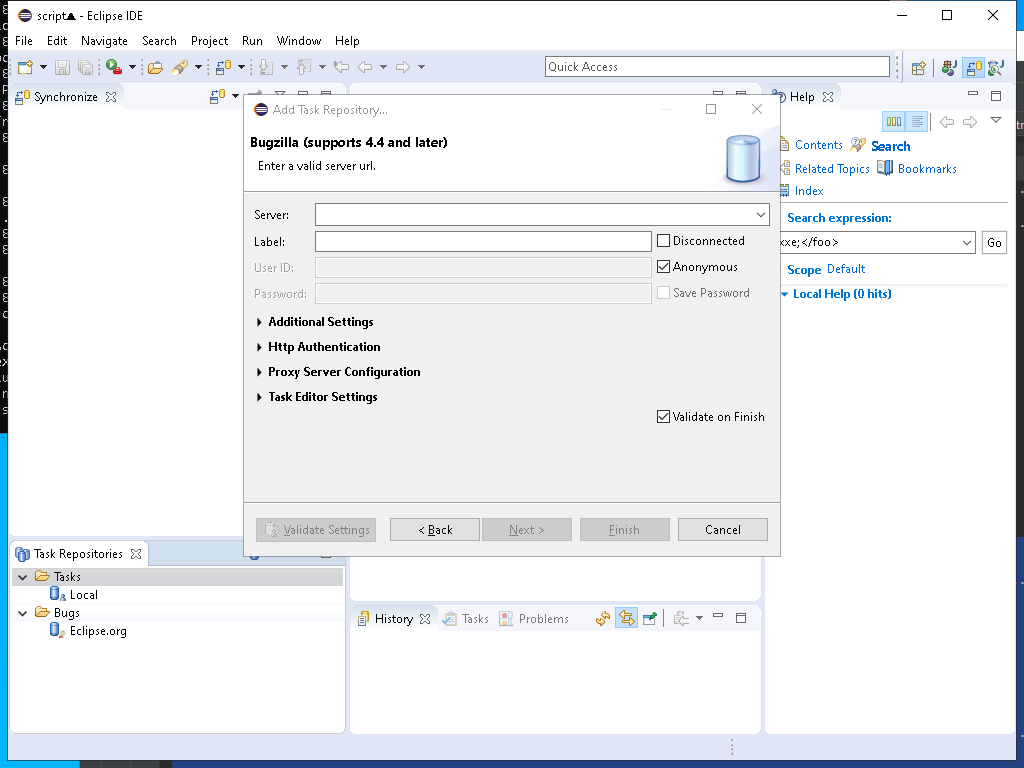 script▲ - Eclipse IDE
File Edit Navigate Search Project Run Window Help
Quick Access
Synchronize
Help
Add Task Repository...
Bugzilla (supports 4.4 and later)
Enter a valid server url.
Contents Search
Related Topics Bookmarks
Index
Server:
Search expression:
Label:
Disconnected
xxe;</foo>
Go
User ID:
Anonymous
Scope Default
Password:
Save Password
Local Help (0 hits)
Additional Settings
Http Authentication
Proxy Server Configuration
Task Editor Settings
Validate on Finish
Validate Settings
< Back
Next >
Finish
Cancel
Task Repositories
Tasks
Local
Bugs
Eclipse.org
History Tasks Problems